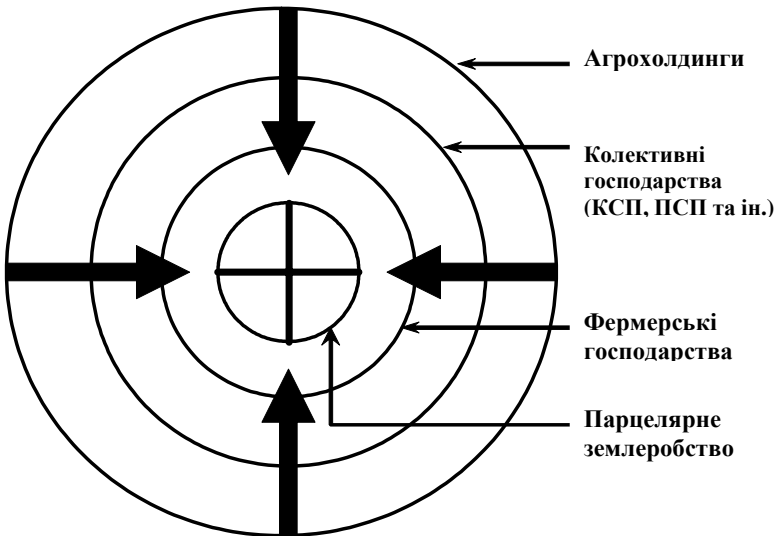 Агрохолдинги
Колективні
господарства
(КСП, ПСП та ін.)
Фермерські
господарства
Парцелярне
землеробство